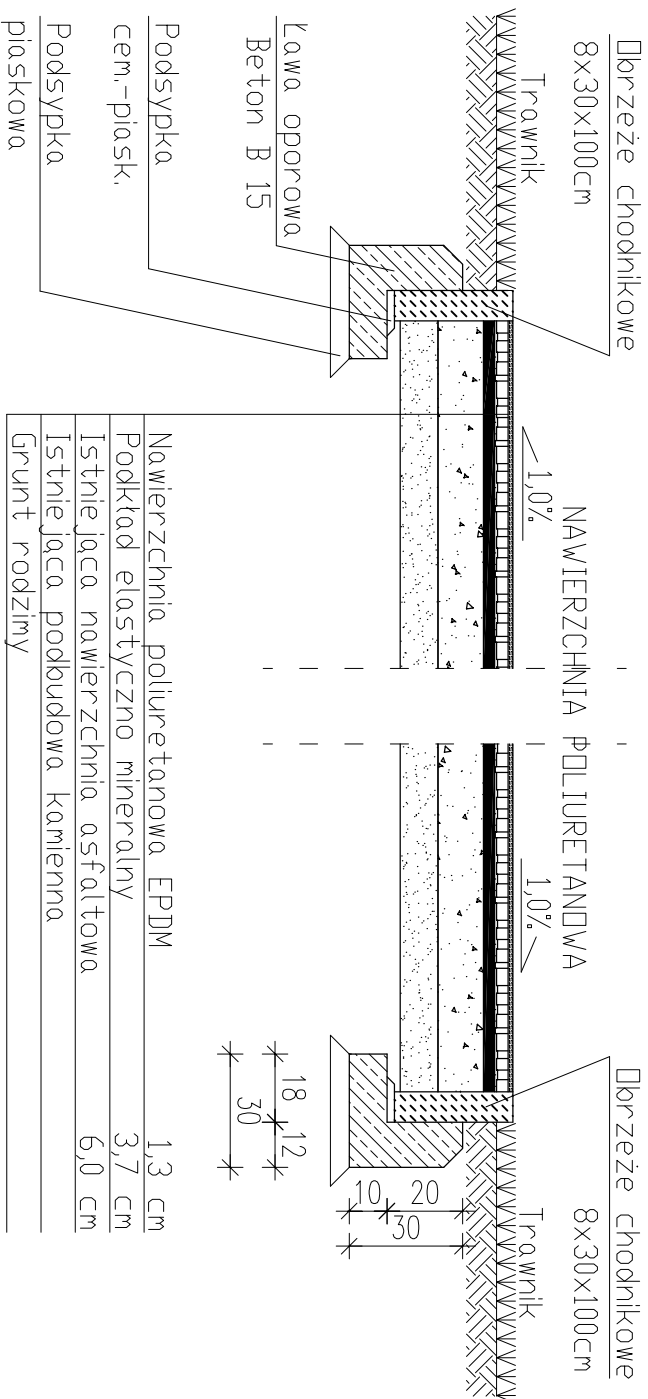 Obrzeże chodnikowe
8x30x100cm
Trawnik
Ława oporowa
Beton B 15
Podsypka
cem.-piask.
Podsypka
piaskowa
NAWIERZCHNIA POLIURETANOWA
1,0%
1,0%
Obrzeże chodnikowe
8x30x100cm
Trawnik
20
10
30
18
12
30
Nawierzchnia poliuretanowa EPDM 1,3 cm
Podkład elastyczno mineralny 3,7 cm
Istniejąca nawierzchnia asfaltowa 6,0 cm
Istniejąca podbudowa kamienna
Grunt rodzimy